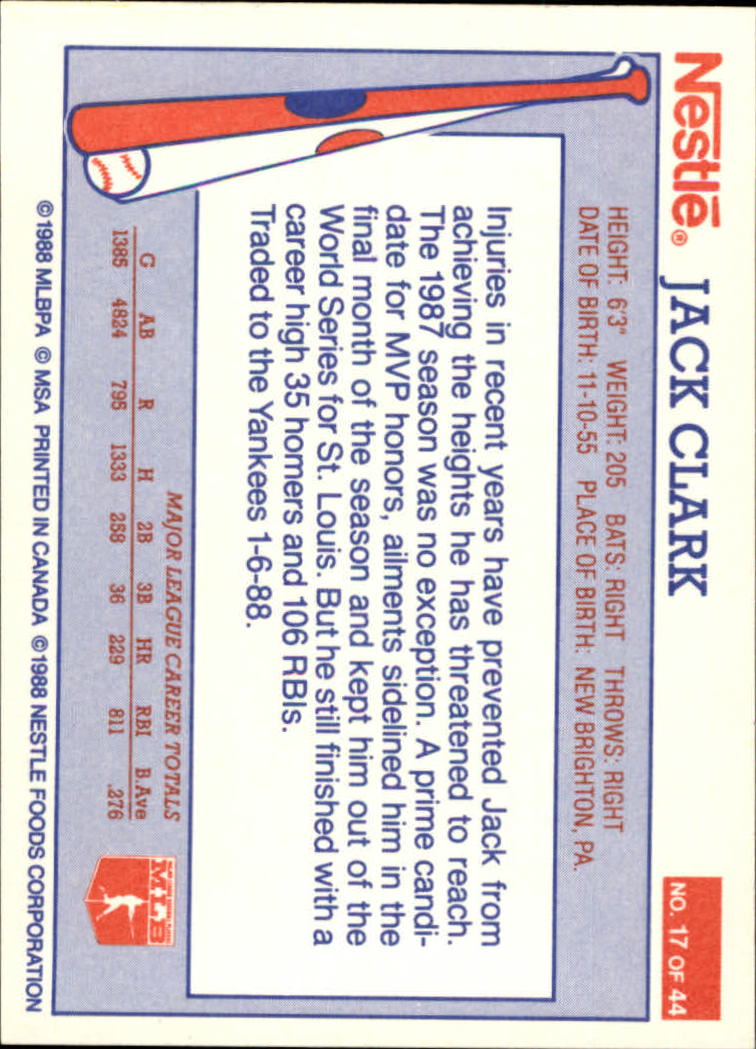 Nestlé® JACK CLARK NO. 17 OF 44
HEIGHT: 6'3" WEIGHT: 205 BATS: RIGHT THROWS: RIGHT
DATE OF BIRTH: 11-10-55 PLACE OF BIRTH: NEW BRIGHTON, PA.
Injuries in recent years have prevented Jack from
achieving the heights he has threatened to reach.
The 1987 season was no exception. A prime candi-
date for MVP honors, ailments sidelined him in the
final month of the season and kept him out of the
World Series for St. Louis. But he still finished with a
career high 35 homers and 106 RBIs.
Traded to the Yankees 1-6-88.
MAJOR LEAGUE CAREER TOTALS
G AB R H 2B 3B HR RBI B.Ave
1385 4824 795 1333 258 36 229 811 .276
©1988 MLBPA ©MSA PRINTED IN CANADA ©1988 NESTLE FOODS CORPORATION